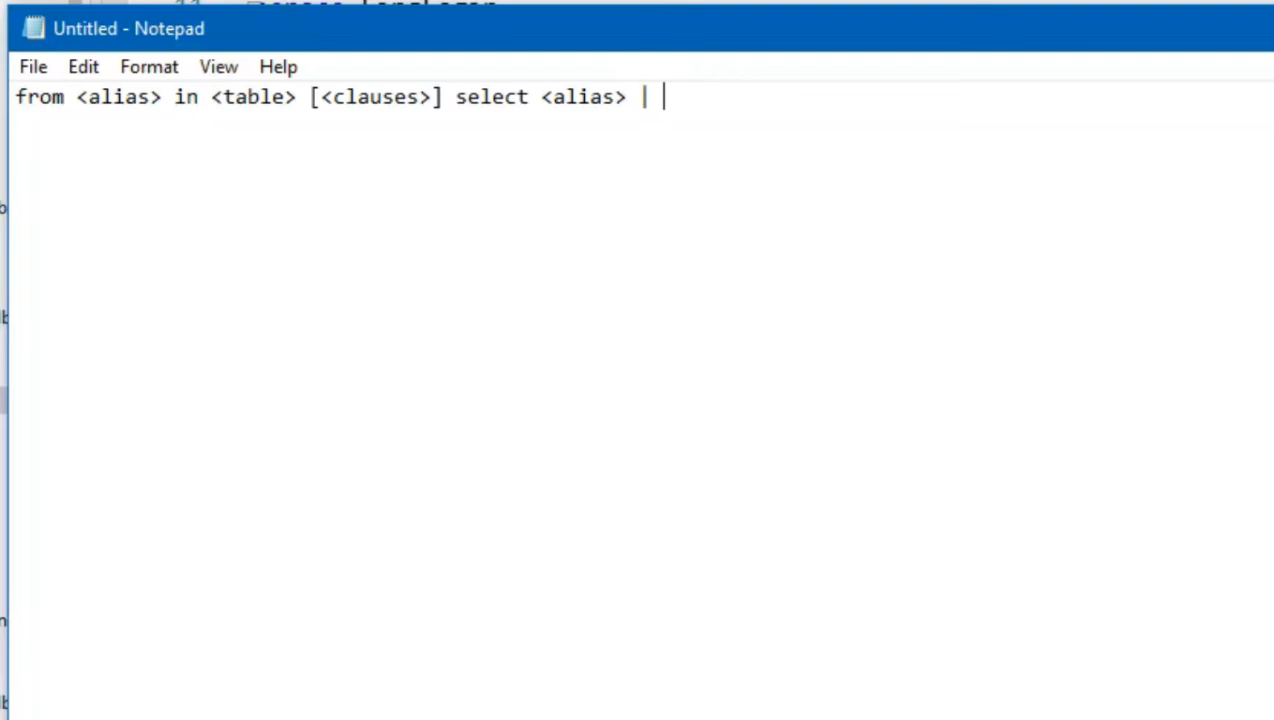 Untitled - Notepad
File Edit Format View Help
from <alias> in <table> [<clauses>] select <alias> |